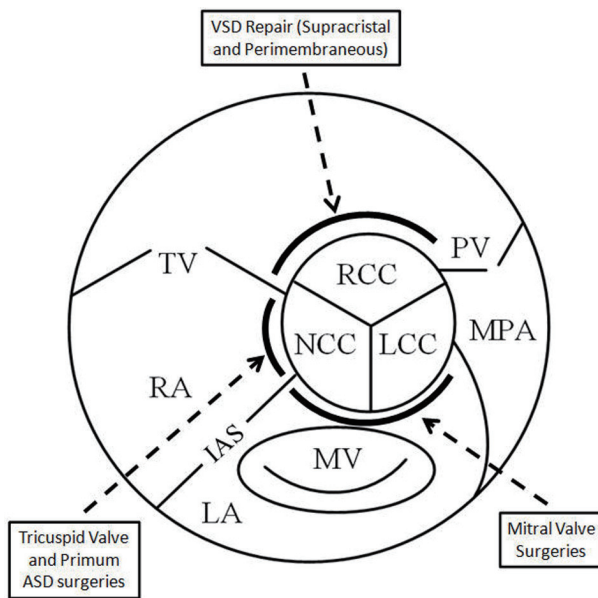 VSD Repair (Supracristal
and Perimembraneous)
TV
PV
RCC
NCC
LCC
MPA
RA
IAS
MV
LA
Tricuspid Valve
and Primum
ASD surgeries
Mitral Valve
Surgeries